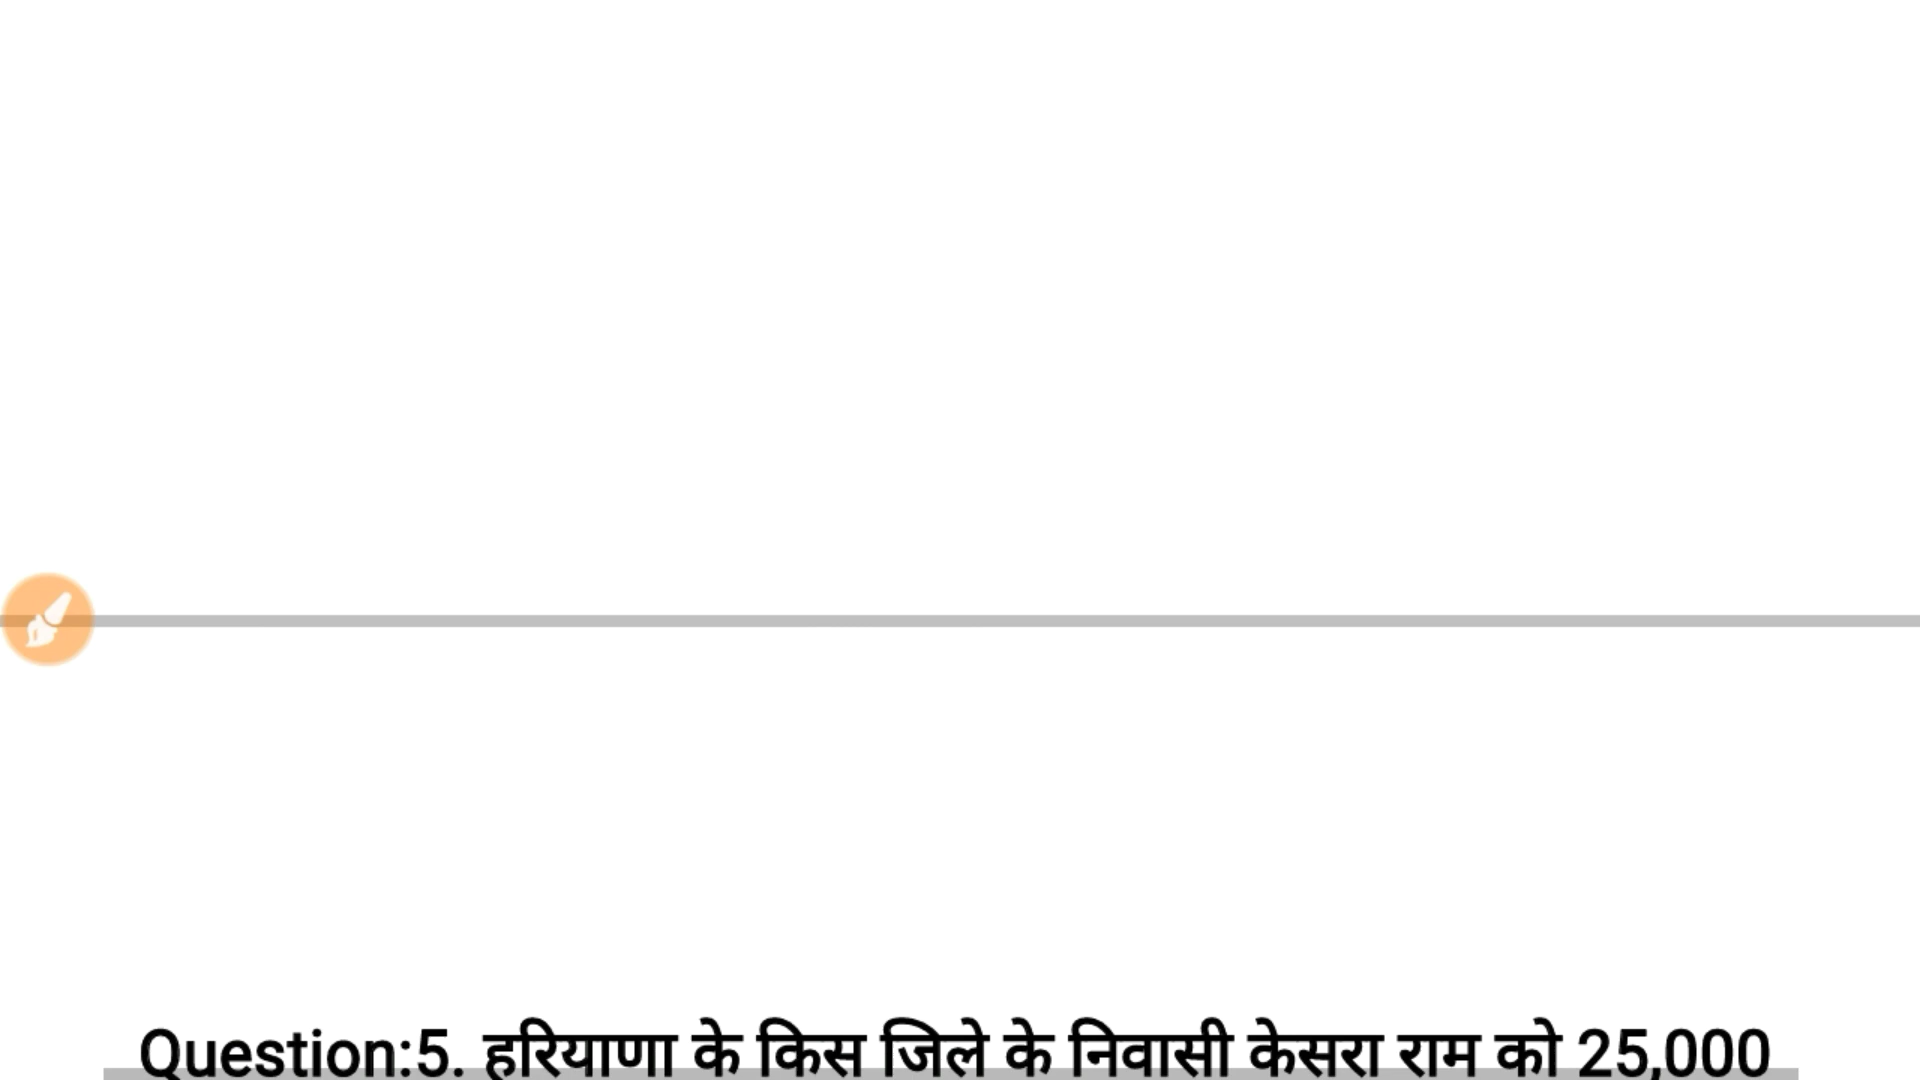 Question:5. हरियाणा के किस जिले के निवासी केसरा राम को 25,000